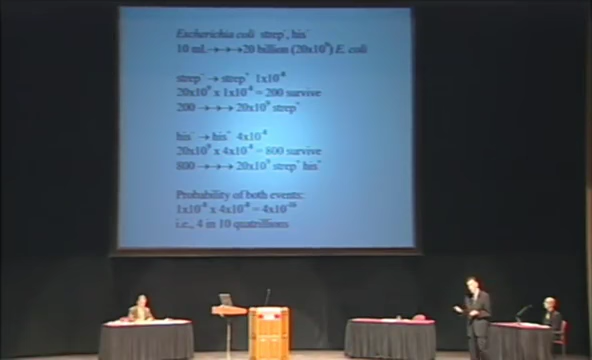 Escherichia coli strep⁻, his⁻
10 mL→→→20 billion (20x10⁹) E. coli
strep⁻ → strep⁺ 1x10⁻⁸
20x10⁹ x 1x10⁻⁸ = 200 survive
200 →→→ 20x10⁹ strep⁺
his⁻ → his⁺ 4x10⁻⁸
20x10⁹ x 4x10⁻⁸ = 800 survive
800 →→→ 20x10⁹ strep⁺ his⁺
Probability of both events:
1x10⁻⁸ x 4x10⁻⁸ = 4x10⁻¹⁶
i.e., 4 in 10 quatrillions